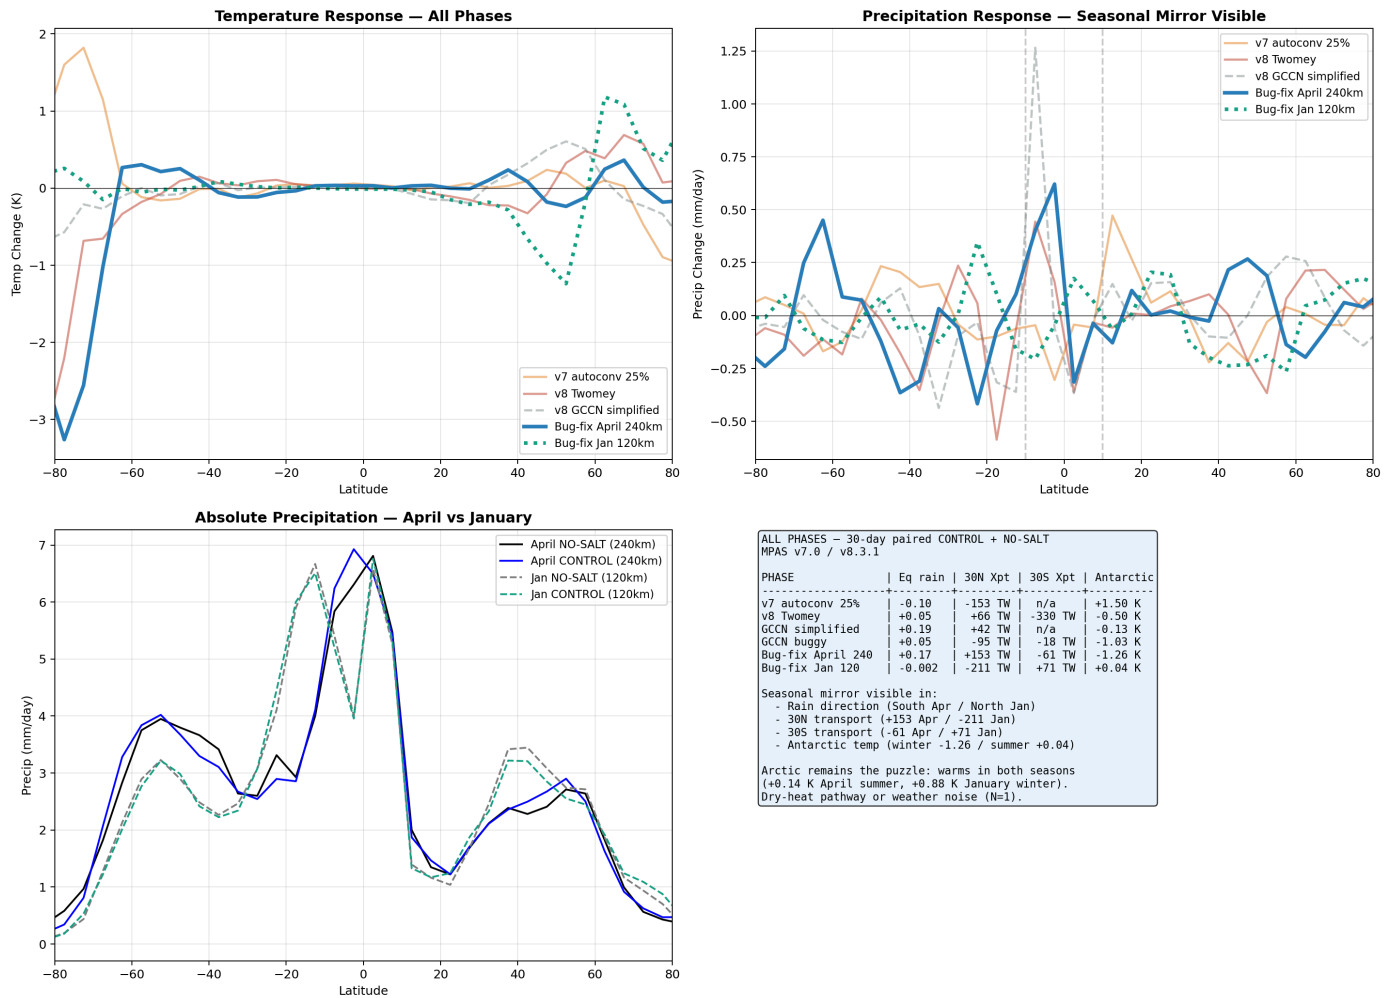 Temperature Response — All Phases
2
1
0
−1
−2
−3
Temp Change (K)
−80
−60
−40
−20
0
20
40
60
80
Latitude
v7 autoconv 25%
v8 Twomey
v8 GCCN simplified
Bug-fix April 240km
Bug-fix Jan 120km
Precipitation Response — Seasonal Mirror Visible
1.25
1.00
0.75
0.50
0.25
0.00
−0.25
−0.50
Precip Change (mm/day)
−80
−60
−40
−20
0
20
40
60
80
Latitude
v7 autoconv 25%
v8 Twomey
v8 GCCN simplified
Bug-fix April 240km
Bug-fix Jan 120km
Absolute Precipitation — April vs January
7
6
5
4
3
2
1
0
Precip (mm/day)
−80
−60
−40
−20
0
20
40
60
80
Latitude
April NO-SALT (240km)
April CONTROL (240km)
Jan NO-SALT (120km)
Jan CONTROL (120km)
ALL PHASES — 30-day paired CONTROL + NO-SALT
MPAS v7.0 / v8.3.1
PHASE | Eq rain | 30N Xpt | 30S Xpt | Antarctic
-------------------+---------+---------+---------+----------
v7 autoconv 25% | -0.10 | -153 TW | n/a | +1.50 K
v8 Twomey | +0.05 | +66 TW | -330 TW | -0.50 K
GCCN simplified | +0.19 | +42 TW | n/a | -0.13 K
GCCN buggy | +0.05 | -95 TW | -18 TW | -1.03 K
Bug-fix April 240 | +0.17 | +153 TW | -61 TW | -1.26 K
Bug-fix Jan 120 | -0.002 | -211 TW | +71 TW | +0.04 K
Seasonal mirror visible in:
- Rain direction (South Apr / North Jan)
- 30N transport (+153 Apr / -211 Jan)
- 30S transport (-61 Apr / +71 Jan)
- Antarctic temp (winter -1.26 / summer +0.04)
Arctic remains the puzzle: warms in both seasons
(+0.14 K April summer, +0.88 K January winter).
Dry-heat pathway or weather noise (N=1).